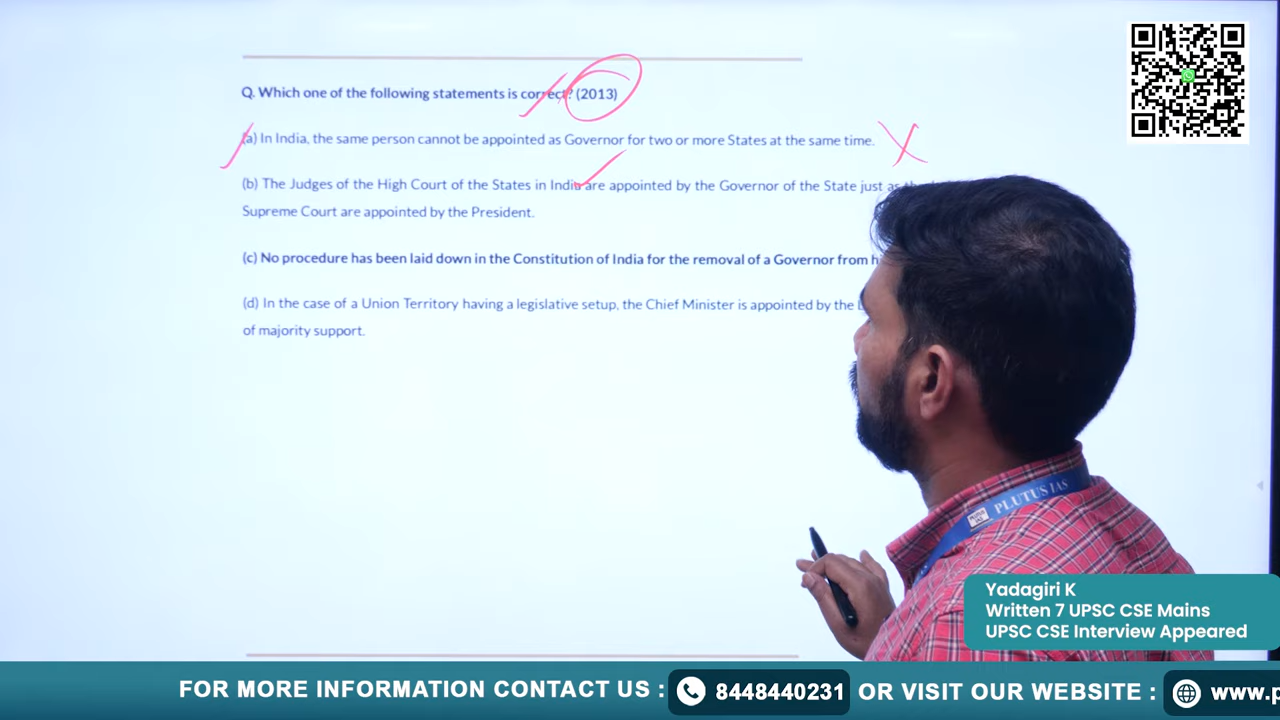 Q. Which one of the following statements is correct? (2013)
(a) In India, the same person cannot be appointed as Governor for two or more States at the same time.
(b) The Judges of the High Court of the States in India are appointed by the Governor of the State just as
Supreme Court are appointed by the President.
(c) No procedure has been laid down in the Constitution of India for the removal of a Governor from
(d) In the case of a Union Territory having a legislative setup, the Chief Minister is appointed by the
of majority support.
PLUTUS IAS
Yadagiri K
Written 7 UPSC CSE Mains
UPSC CSE Interview Appeared
FOR MORE INFORMATION CONTACT US : 8448440231 OR VISIT OUR WEBSITE : www.p